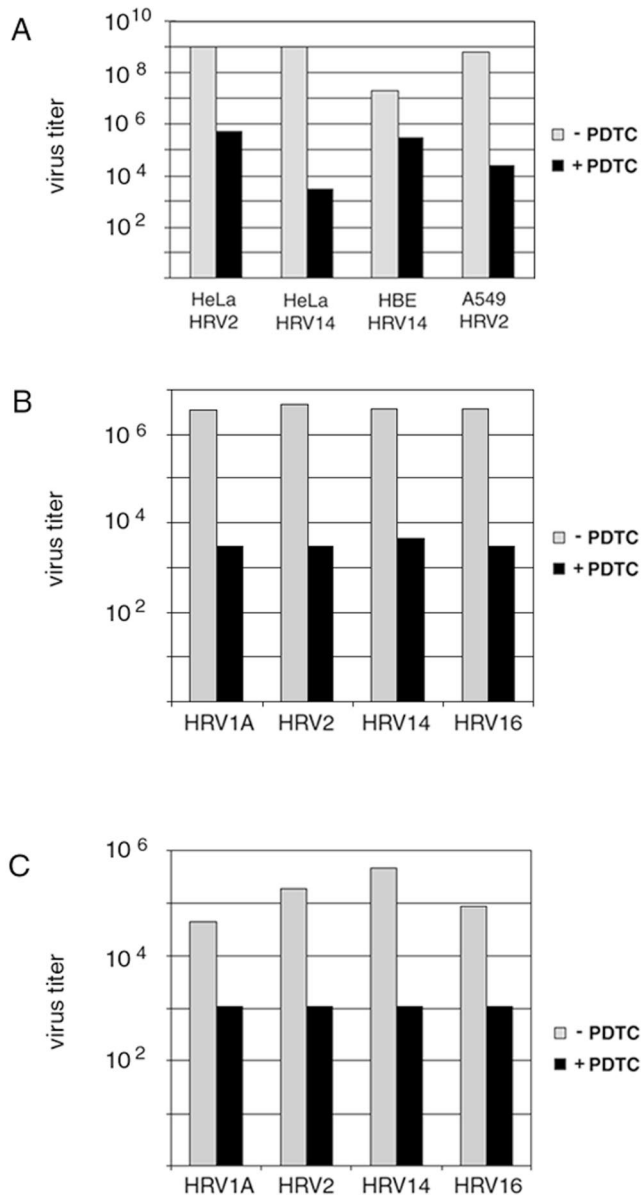 A
virus titer
10^10
10^8
10^6
10^4
10^2
- PDTC
+ PDTC
HeLa HeLa HBE A549
HRV2 HRV14 HRV14 HRV2
B
virus titer
10^6
10^4
10^2
- PDTC
+ PDTC
HRV1A HRV2 HRV14 HRV16
C
virus titer
10^6
10^4
10^2
- PDTC
+ PDTC
HRV1A HRV2 HRV14 HRV16